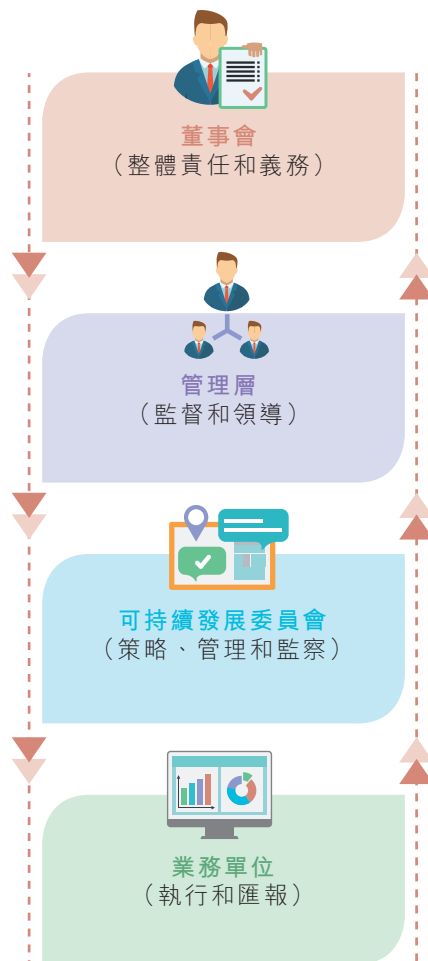 董事會
（整體責任和義務）
管理層
（監督和領導）
可持續發展委員會
（策略、管理和監察）
業務單位
（執行和匯報）